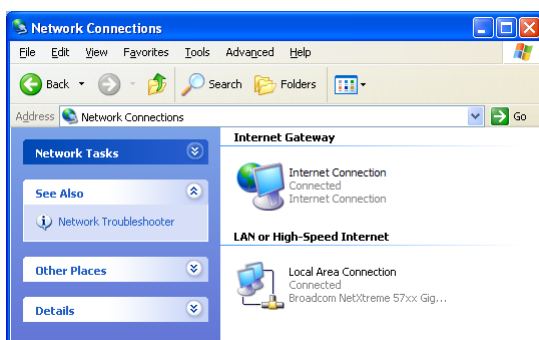 Network Connections
File Edit View Favorites Tools Advanced Help
Back Search Folders
Address Network Connections Go
Network Tasks
See Also
Network Troubleshooter
Other Places
Details
Internet Gateway
Internet Connection
Connected
Internet Connection
LAN or High-Speed Internet
Local Area Connection
Connected
Broadcom NetXtreme 57xx Gig...